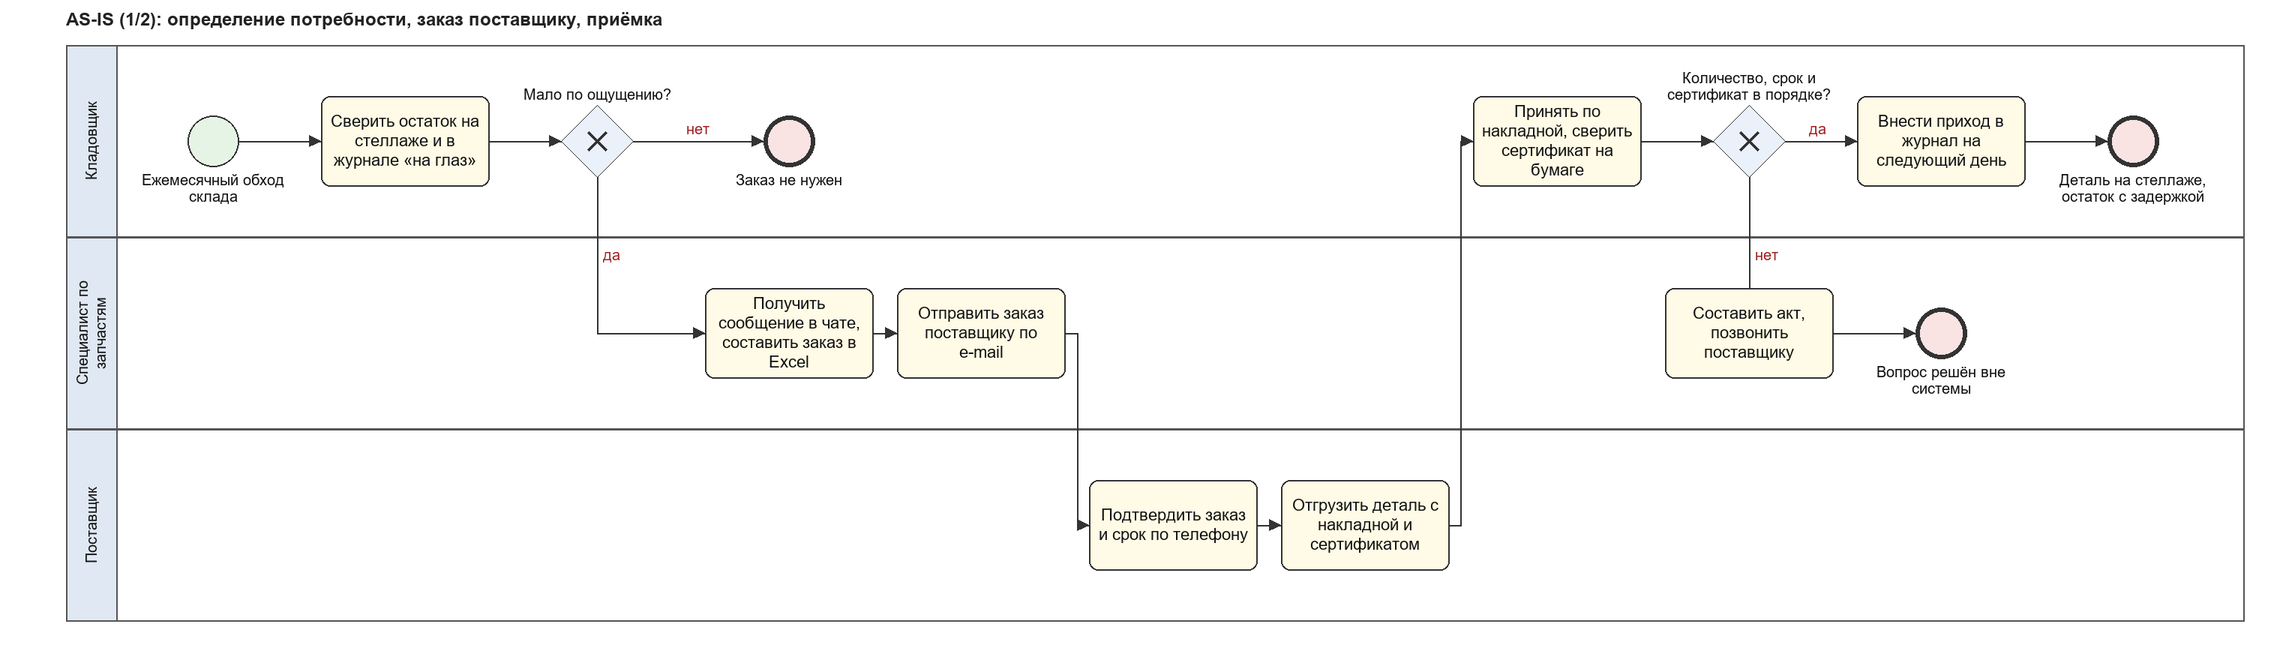 AS-IS (1/2): определение потребности, заказ поставщику, приёмка
Кладовщик
Ежемесячный обход
склада
Сверить остаток на
стеллаже и в
журнале «на глаз»
Мало по ощущению?
нет
Заказ не нужен
да
Принять по
накладной, сверить
сертификат на
бумаге
Количество, срок и
сертификат в порядке?
да
Внести приход в
журнал на
следующий день
Деталь на стеллаже,
остаток с задержкой
нет
Специалист по
запчастям
Получить
сообщение в чате,
составить заказ в
Excel
Отправить заказ
поставщику по
e-mail
Составить акт,
позвонить
поставщику
Вопрос решён вне
системы
Поставщик
Подтвердить заказ
и срок по телефону
Отгрузить деталь с
накладной и
сертификатом